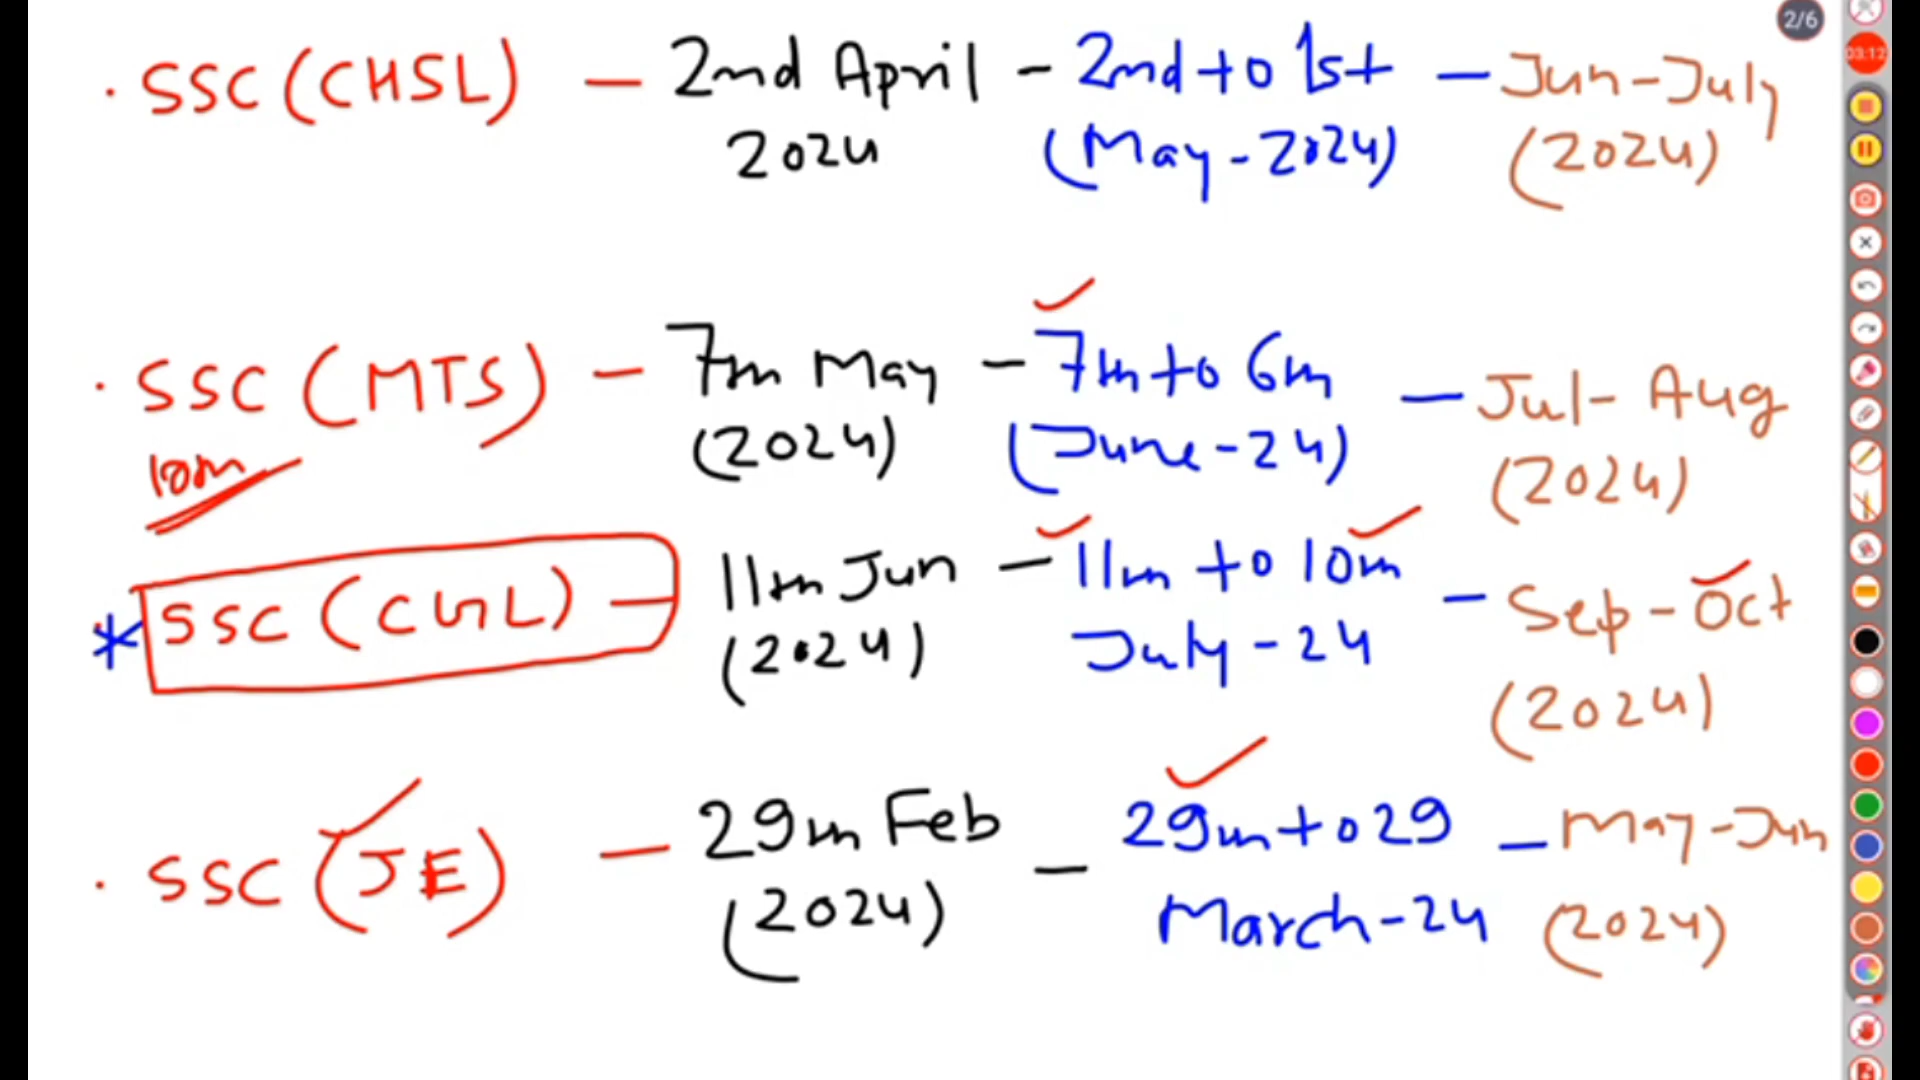 2/6
03:12
. SSC (CHSL) - 2nd April - 2nd to 1st - Jun-July
2024 (May-2024) (2024)
. SSC (MTS) - 7th May - 7th to 6th - Jul-Aug
(2024) (June-24) (2024)
10th
* SSC (CGL) - 11th Jun - 11th to 10th - Sep-Oct
(2024) July-24 (2024)
. SSC (JE) - 29th Feb - 29th to 29 - May-Jun
(2024) March-24 (2024)